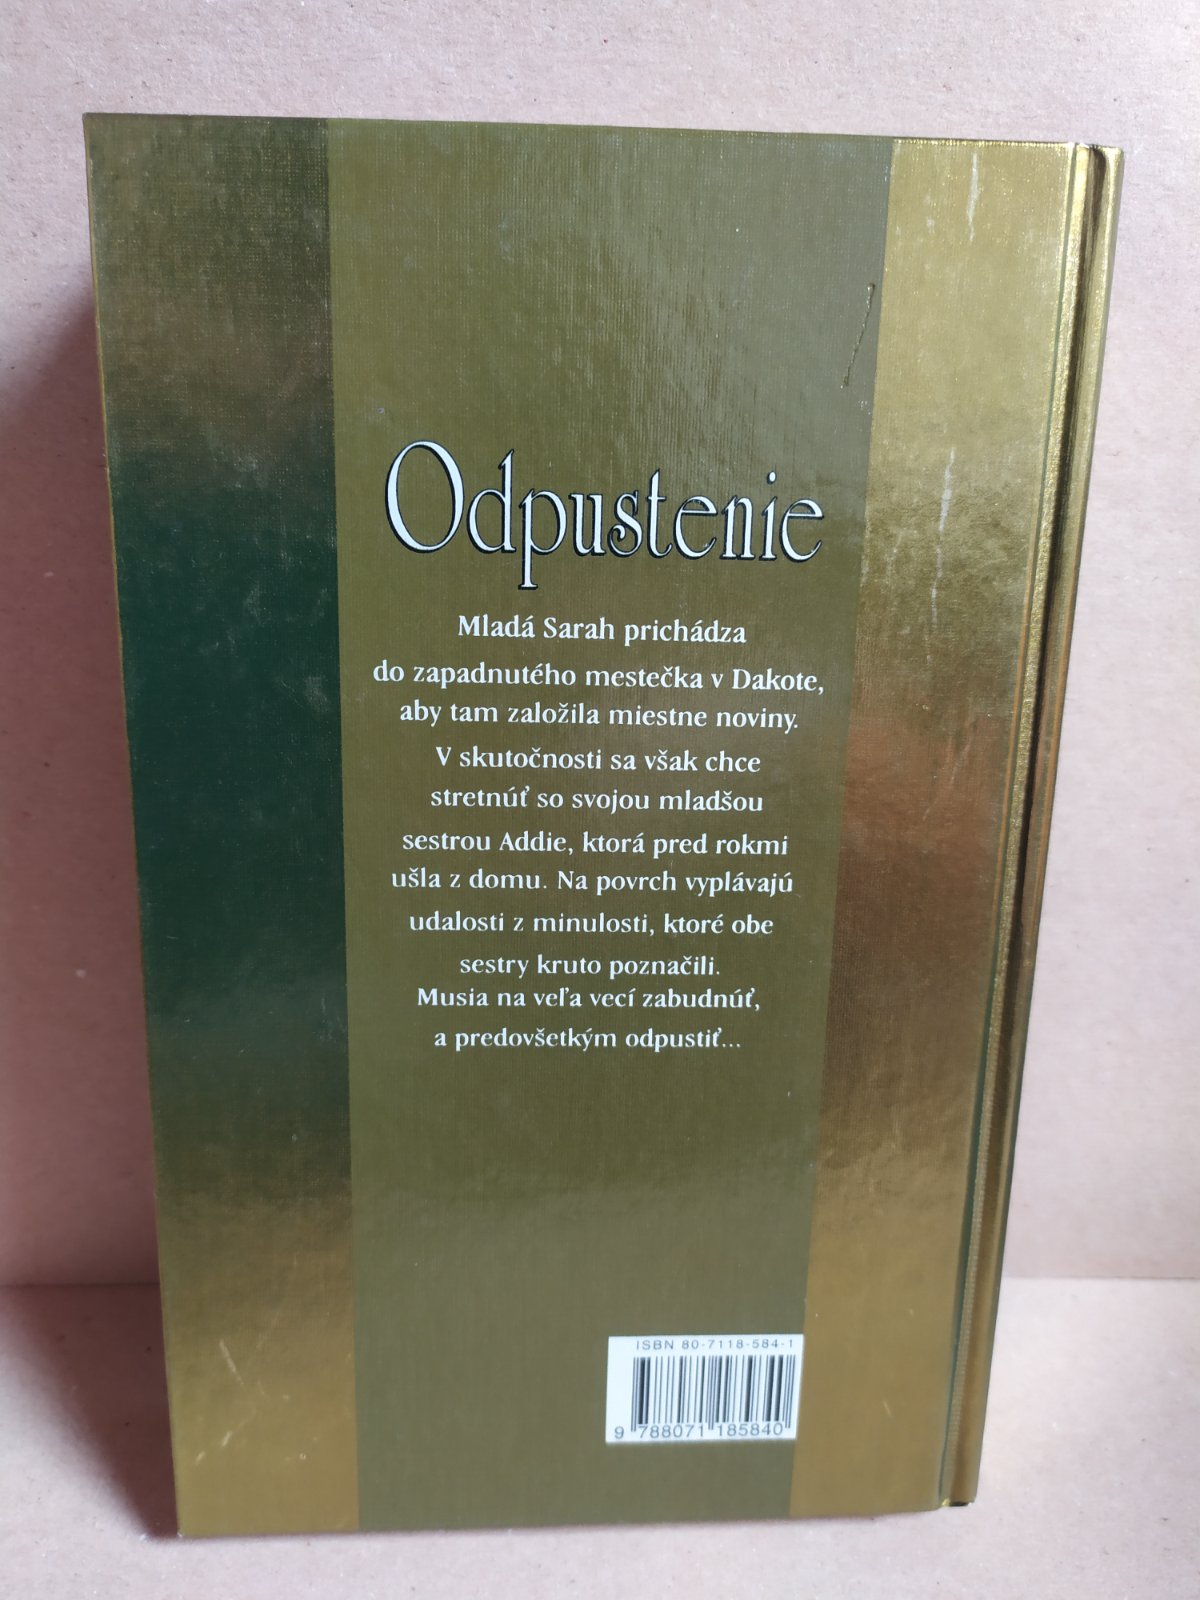 Odpustenie
Mladá Sarah prichádza
do zapadnutého mestečka v Dakote,
aby tam založila miestne noviny.
V skutočnosti sa však chce
stretnúť so svojou mladšou
sestrou Addie, ktorá pred rokmi
ušla z domu. Na povrch vyplávajú
udalosti z minulosti, ktoré obe
sestry kruto poznačili.
Musia na veľa vecí zabudnúť,
a predovšetkým odpustiť...
ISBN 80-7118-584-1
9 788071 185840